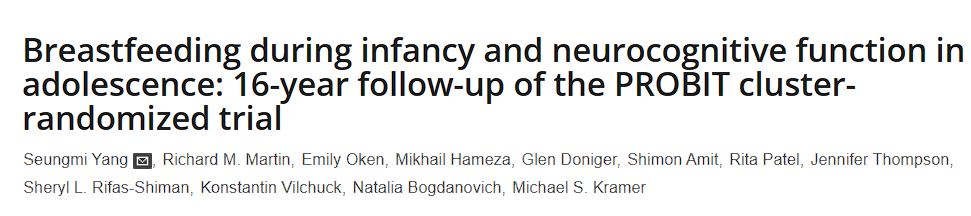 Breastfeeding during infancy and neurocognitive function in
adolescence: 16-year follow-up of the PROBIT cluster-
randomized trial
Seungmi Yang, Richard M. Martin, Emily Oken, Mikhail Hameza, Glen Doniger, Shimon Amit, Rita Patel, Jennifer Thompson,
Sheryl L. Rifas-Shiman, Konstantin Vilchuck, Natalia Bogdanovich, Michael S. Kramer